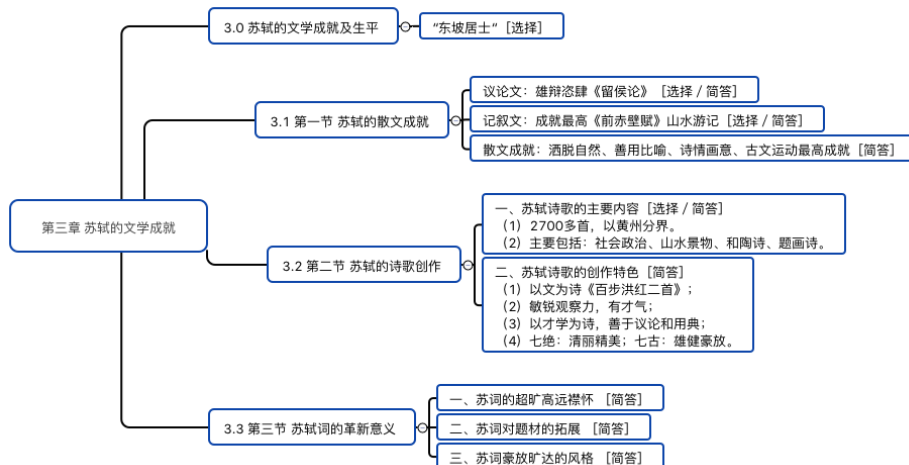 第三章 苏轼的文学成就
3.0 苏轼的文学成就及生平
“东坡居士“［选择］
3.1 第一节 苏轼的散文成就
议论文：雄辩恣肆《留侯论》［选择 / 简答］
记叙文：成就最高《前赤壁赋》山水游记［选择 / 简答］
散文成就：洒脱自然、善用比喻、诗情画意、古文运动最高成就［简答］
3.2 第二节 苏轼的诗歌创作
一、苏轼诗歌的主要内容［选择 / 简答］
（1）2700多首，以黄州分界。
（2）主要包括：社会政治、山水景物、和陶诗、题画诗。
二、苏轼诗歌的创作特色［简答］
（1）以文为诗《百步洪红二首》；
（2）敏锐观察力，有才气；
（3）以才学为诗，善于议论和用典；
（4）七绝：清丽精美；七古：雄健豪放。
3.3 第三节 苏轼词的革新意义
一、苏词的超旷高远襟怀 ［简答］
二、苏词对题材的拓展 ［简答］
三、苏词豪放旷达的风格 ［简答］